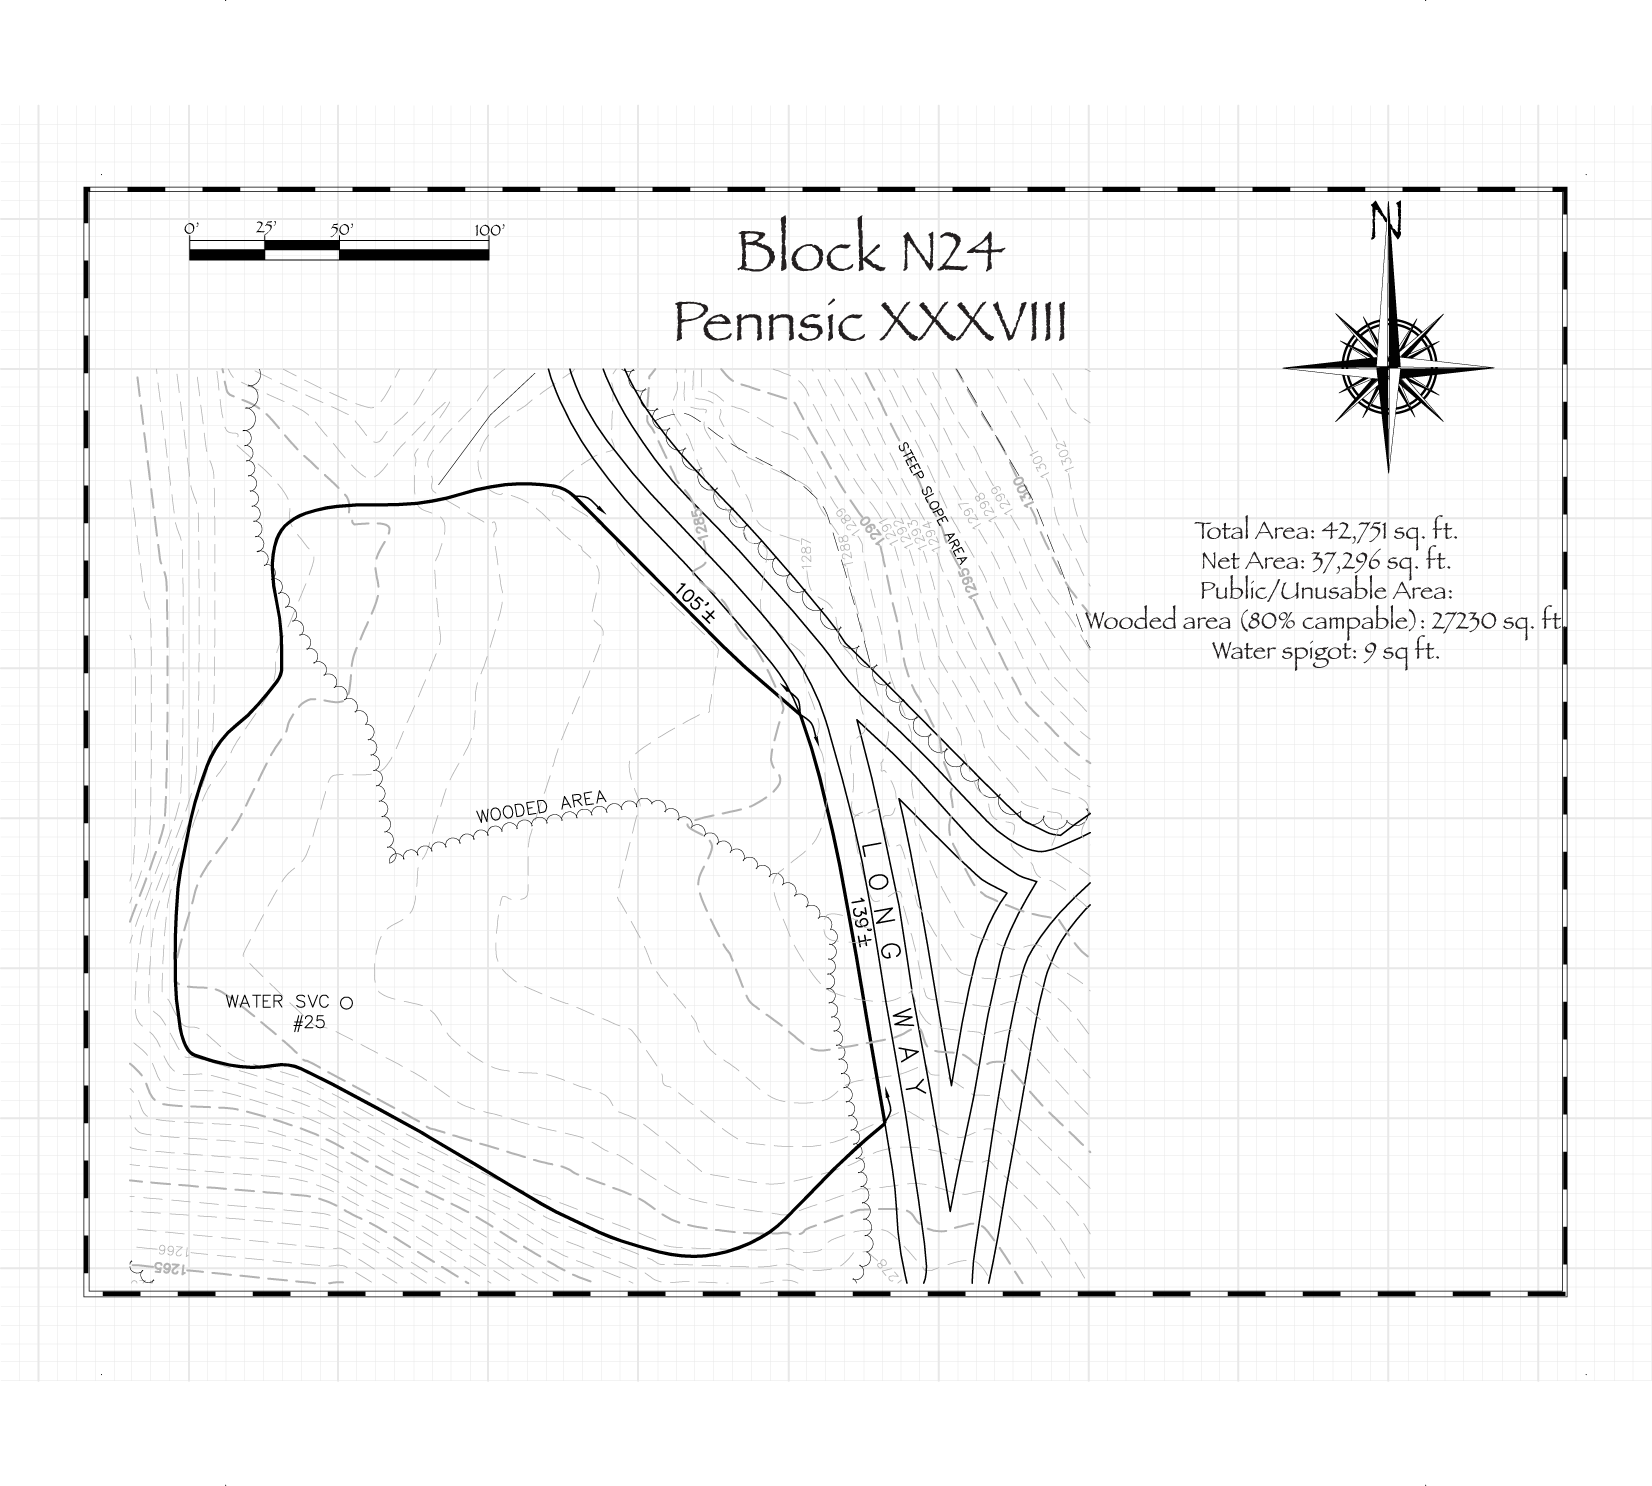 0' 25' 50' 100'
Block N24
Pennsic XXXVIII
N
Total Area: 42,751 sq. ft.
Net Area: 37,296 sq. ft.
Public/Unusable Area:
Wooded area (80% campable): 27230 sq. ft.
Water spigot: 9 sq ft.
STEEP SLOPE AREA
1302
1301
1300
1299
1298
1297
1295
1294
1293
1292
1291
1290
1289
1288
1287
1285
105'±
WOODED AREA
LONG WAY
139'±
WATER SVC
#25
1266
1265
1278